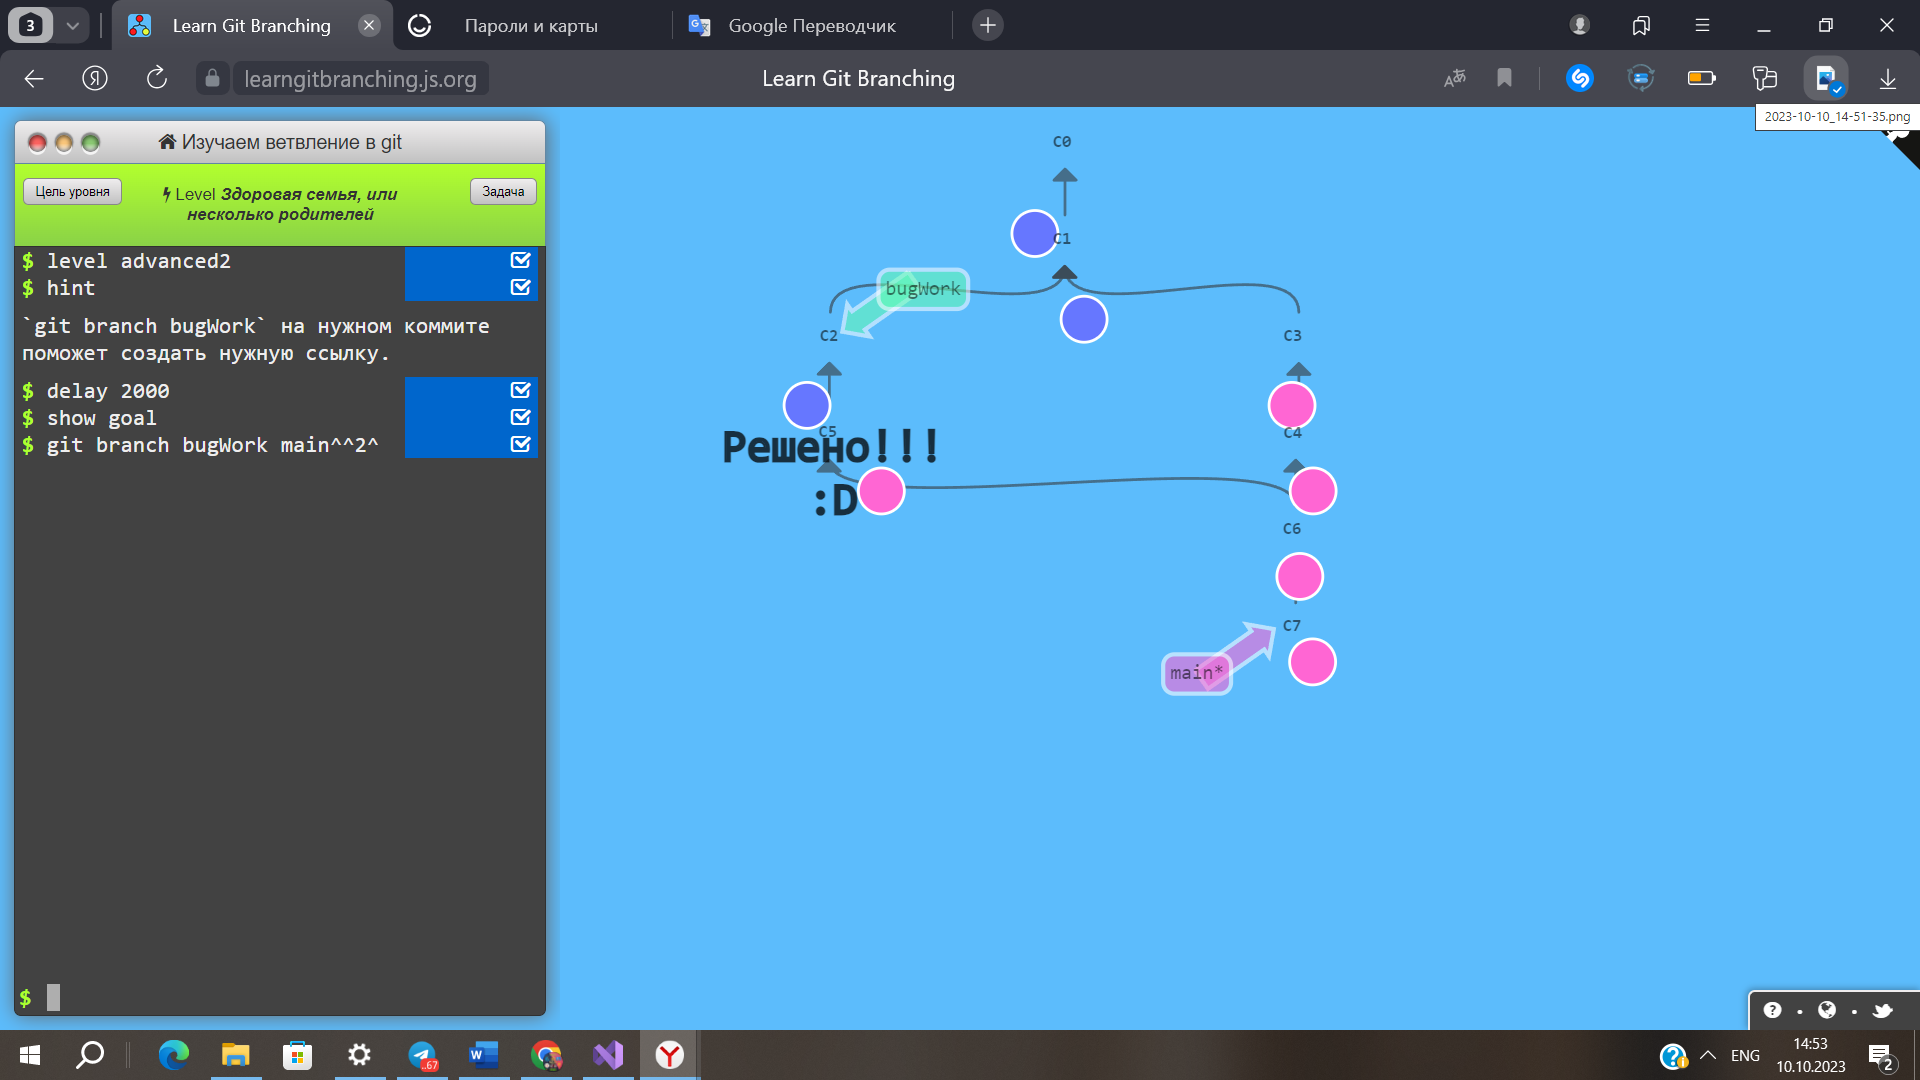 3
Learn Git Branching
Пароли и карты
Google Переводчик
learngitbranching.js.org
Learn Git Branching
2023-10-10_14-51-35.png
Изучаем ветвление в git
Цель уровня
Level Здоровая семья, или
несколько родителей
Задача
$ level advanced2
$ hint
`git branch bugWork` на нужном коммите
поможет создать нужную ссылку.
$ delay 2000
$ show goal
$ git branch bugWork main^^2^
$
C0
C1
bugWork
C2
C3
C5
C4
Решено!!!
:D
C6
C7
main*
ENG
14:53
10.10.2023
2
..67